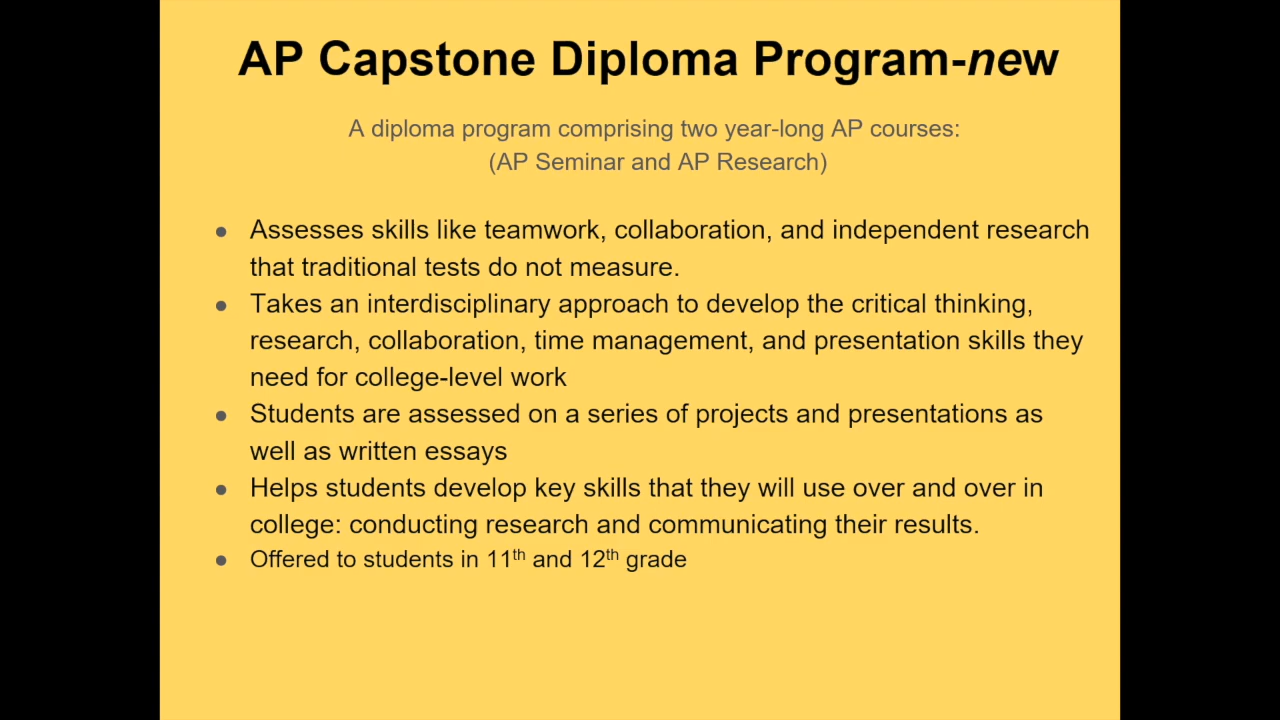 AP Capstone Diploma Program-new
A diploma program comprising two year-long AP courses:
(AP Seminar and AP Research)
● Assesses skills like teamwork, collaboration, and independent research
that traditional tests do not measure.
● Takes an interdisciplinary approach to develop the critical thinking,
research, collaboration, time management, and presentation skills they
need for college-level work
● Students are assessed on a series of projects and presentations as
well as written essays
● Helps students develop key skills that they will use over and over in
college: conducting research and communicating their results.
● Offered to students in 11th and 12th grade